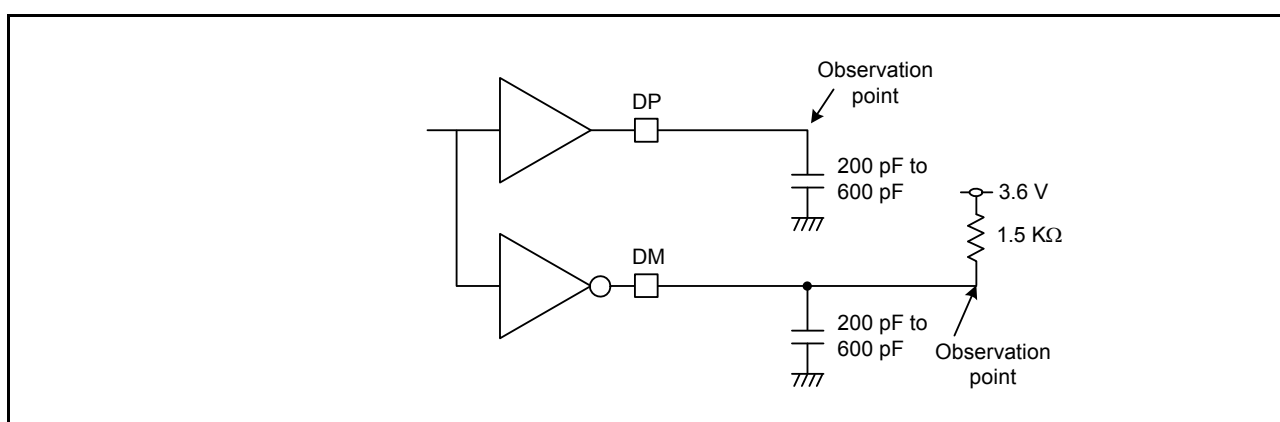 Observation
point
DP
200 pF to
600 pF
3.6 V
1.5 KΩ
DM
200 pF to
600 pF
Observation
point